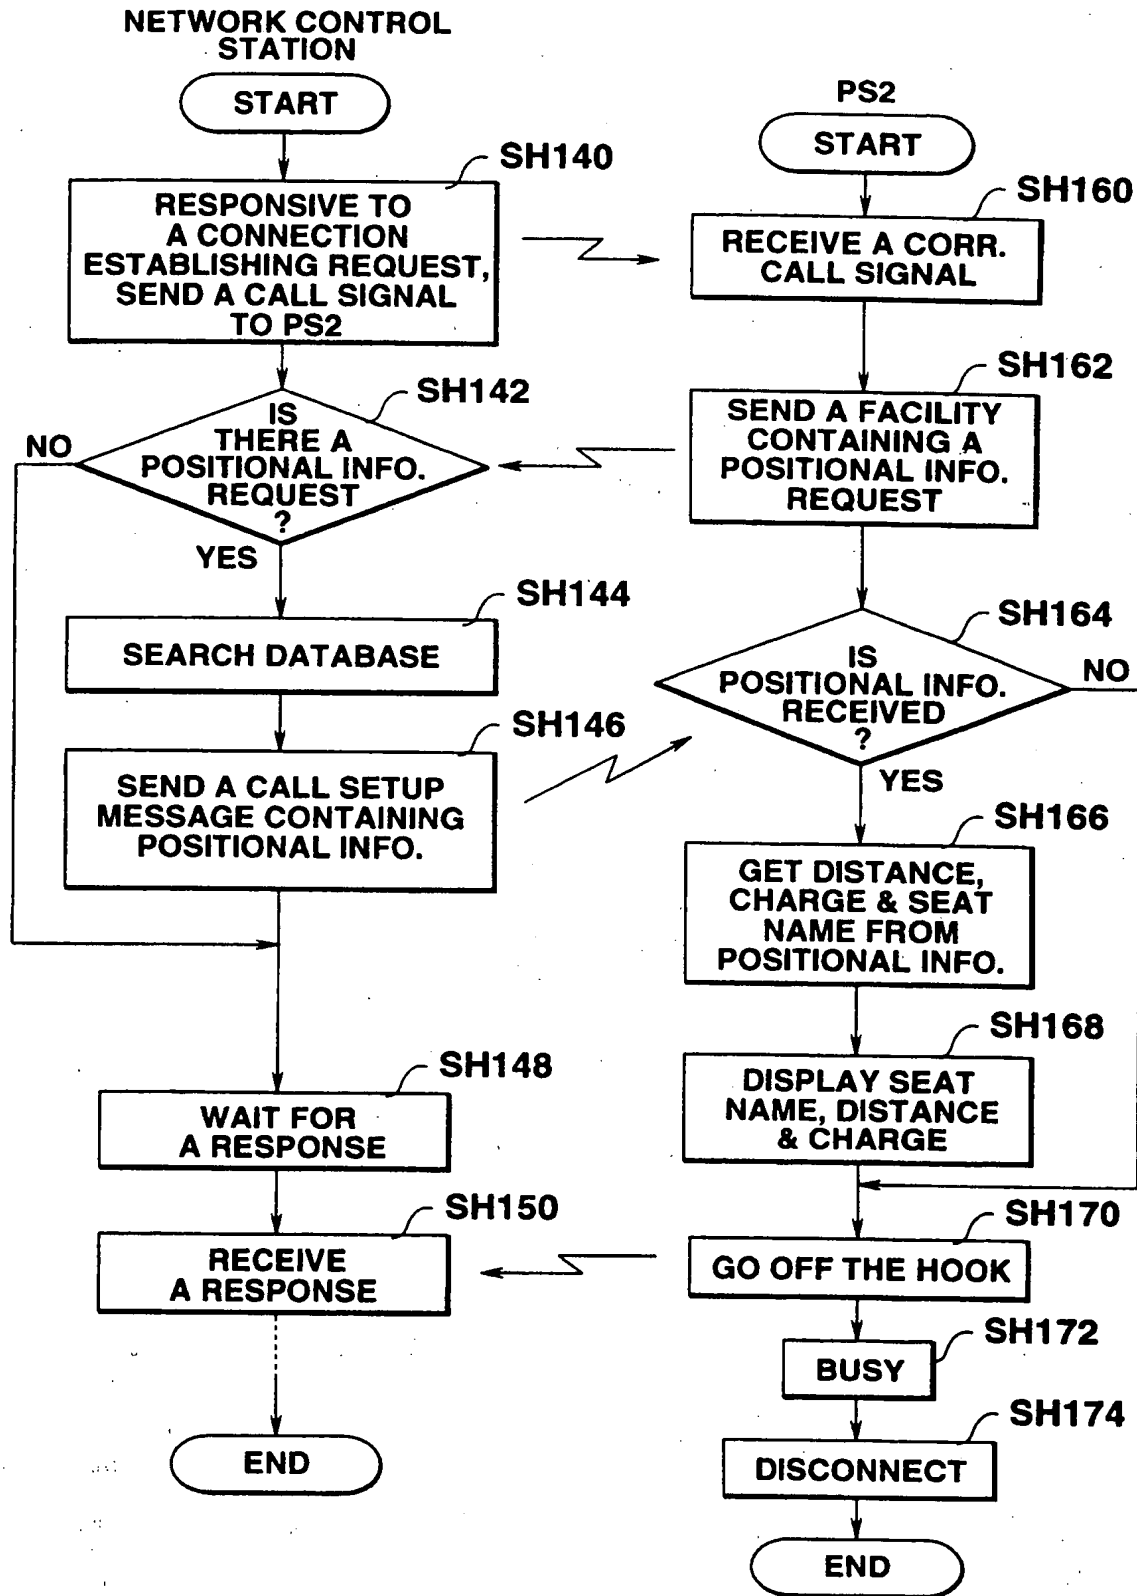 NETWORK CONTROL
STATION
START
SH140
RESPONSIVE TO
A CONNECTION
ESTABLISHING REQUEST,
SEND A CALL SIGNAL
TO PS2
SH142
IS
THERE A
POSITIONAL INFO.
REQUEST
?
NO
YES
SH144
SEARCH DATABASE
SH146
SEND A CALL SETUP
MESSAGE CONTAINING
POSITIONAL INFO.
SH148
WAIT FOR
A RESPONSE
SH150
RECEIVE
A RESPONSE
END
PS2
START
SH160
RECEIVE A CORR.
CALL SIGNAL
SH162
SEND A FACILITY
CONTAINING A
POSITIONAL INFO.
REQUEST
SH164
IS
POSITIONAL INFO.
RECEIVED
?
NO
YES
SH166
GET DISTANCE,
CHARGE & SEAT
NAME FROM
POSITIONAL INFO.
SH168
DISPLAY SEAT
NAME, DISTANCE
& CHARGE
SH170
GO OFF THE HOOK
SH172
BUSY
SH174
DISCONNECT
END